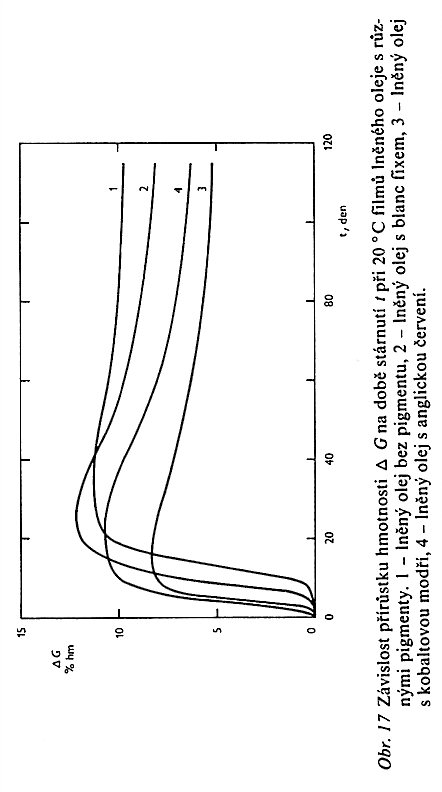 Δ G
% hm
15
10
5
0
1
2
4
3
0
20
40
80
120
t, den
Obr. 17 Závislost přírůstku hmotnosti Δ G na době stárnutí t při 20 °C filmů lněného oleje s růz-
nými pigmenty. 1 – lněný olej bez pigmentu, 2 – lněný olej s blanc fixem, 3 – lněný olej
s kobaltovou modří, 4 – lněný olej s anglickou červení.